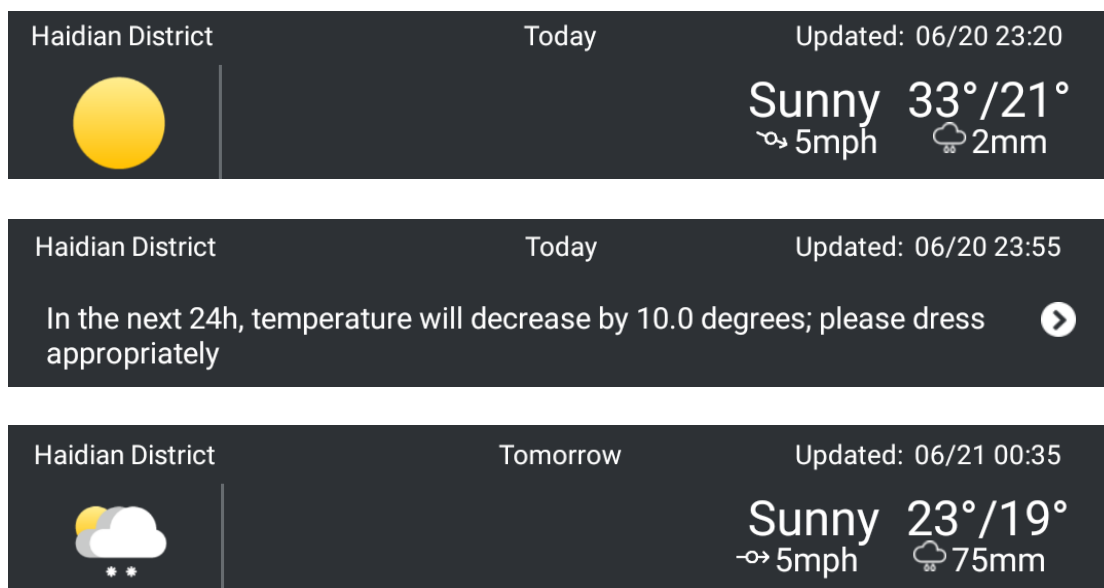 Haidian District Today Updated: 06/20 23:20
Sunny 33°/21°
5mph 2mm
Haidian District Today Updated: 06/20 23:55
In the next 24h, temperature will decrease by 10.0 degrees; please dress
appropriately
Haidian District Tomorrow Updated: 06/21 00:35
Sunny 23°/19°
5mph 75mm